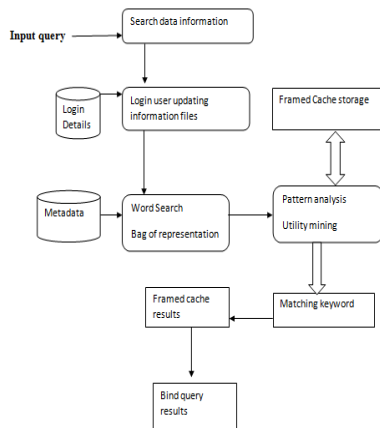 Search data information
Input query
Login
Details
Login user updating
information files
Framed Cache storage
Metadata
Word Search
Bag of representation
Pattern analysis
Utility mining
Framed cache
results
Matching keyword
Bind query
results